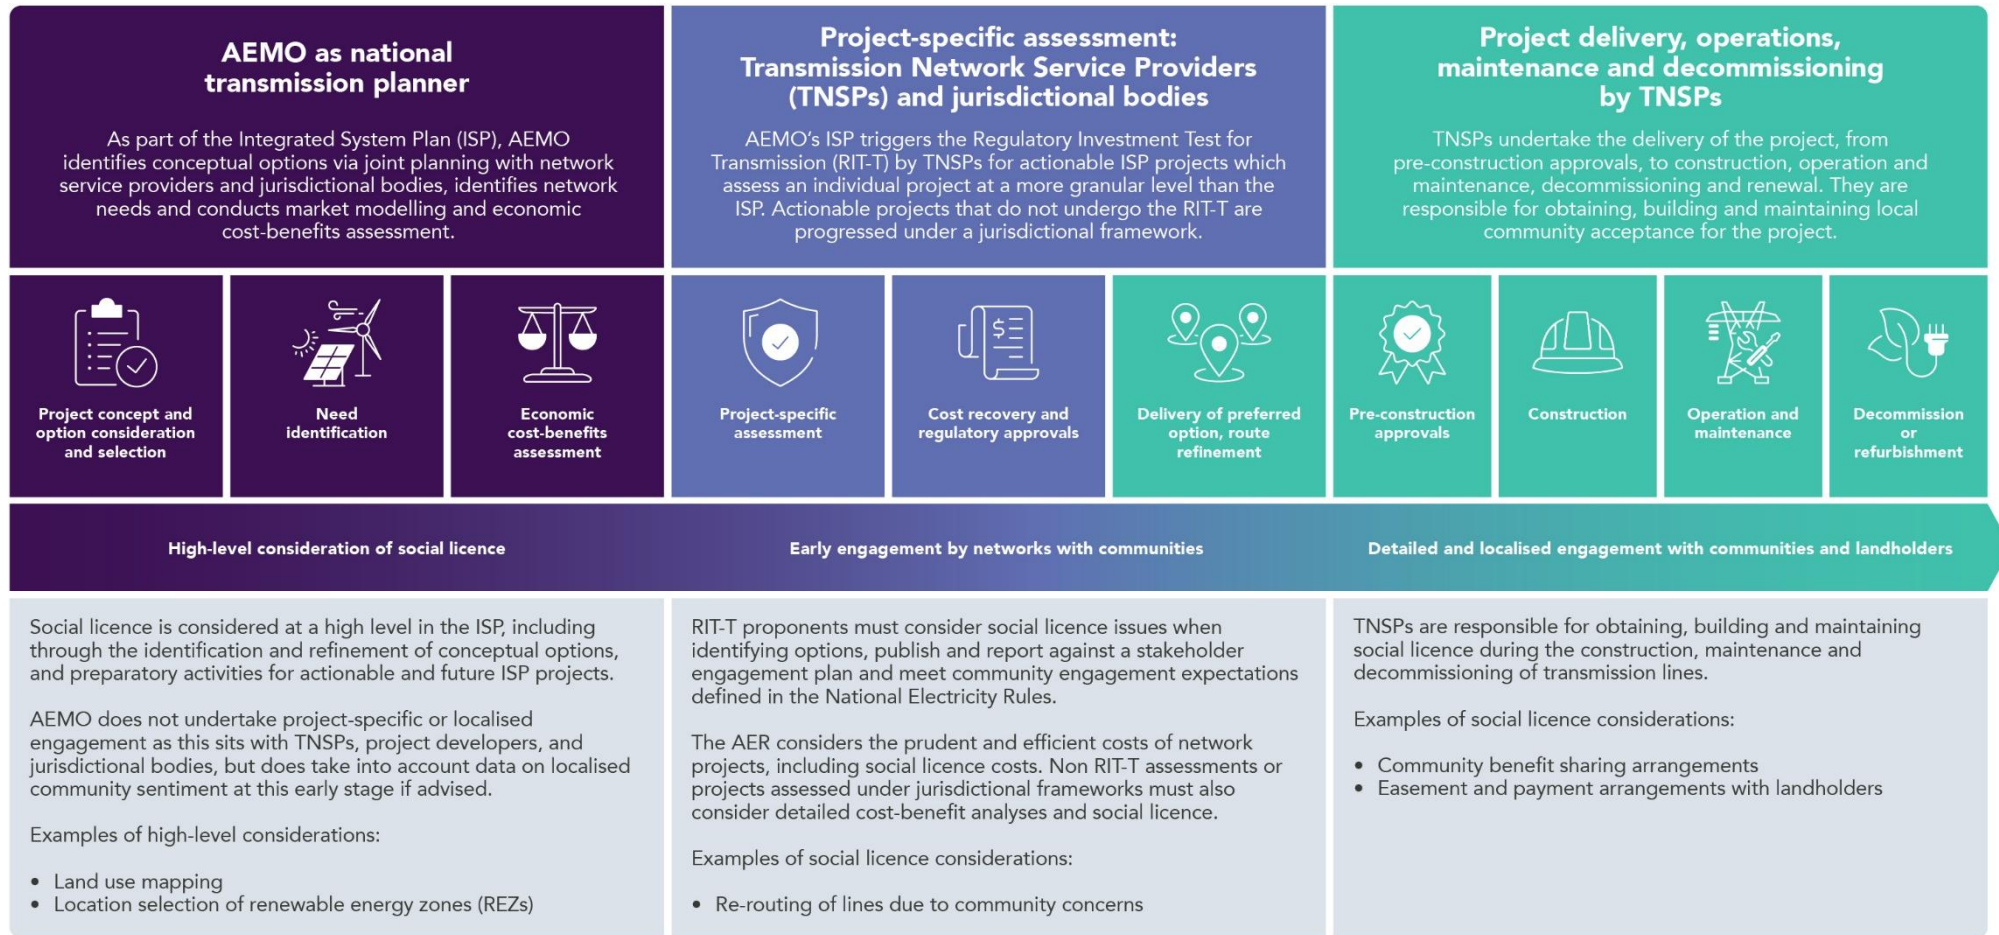 AEMO as national
transmission planner
As part of the Integrated System Plan (ISP), AEMO
identifies conceptual options via joint planning with network
service providers and jurisdictional bodies, identifies network
needs and conducts market modelling and economic
cost-benefits assessment.
Project-specific assessment:
Transmission Network Service Providers
(TNSPs) and jurisdictional bodies
AEMO's ISP triggers the Regulatory Investment Test for
Transmission (RIT-T) by TNSPs for actionable ISP projects which
assess an individual project at a more granular level than the
ISP. Actionable projects that do not undergo the RIT-T are
progressed under a jurisdictional framework.
Project delivery, operations,
maintenance and decommissioning
by TNSPs
TNSPs undertake the delivery of the project, from
pre-construction approvals, to construction, operation and
maintenance, decommissioning and renewal. They are
responsible for obtaining, building and maintaining local
community acceptance for the project.
Project concept and
option consideration
and selection
Need
identification
Economic
cost-benefits
assessment
Project-specific
assessment
$
Cost recovery and
regulatory approvals
Delivery of preferred
option, route
refinement
Pre-construction
approvals
Construction
Operation and
maintenance
Decommission
or
refurbishment
High-level consideration of social licence
Early engagement by networks with communities
Detailed and localised engagement with communities and landholders
Social licence is considered at a high level in the ISP, including
through the identification and refinement of conceptual options,
and preparatory activities for actionable and future ISP projects.
AEMO does not undertake project-specific or localised
engagement as this sits with TNSPs, project developers, and
jurisdictional bodies, but does take into account data on localised
community sentiment at this early stage if advised.
Examples of high-level considerations:
• Land use mapping
• Location selection of renewable energy zones (REZs)
RIT-T proponents must consider social licence issues when
identifying options, publish and report against a stakeholder
engagement plan and meet community engagement expectations
defined in the National Electricity Rules.
The AER considers the prudent and efficient costs of network
projects, including social licence costs. Non RIT-T assessments or
projects assessed under jurisdictional frameworks must also
consider detailed cost-benefit analyses and social licence.
Examples of social licence considerations:
• Re-routing of lines due to community concerns
TNSPs are responsible for obtaining, building and maintaining
social licence during the construction, maintenance and
decommissioning of transmission lines.
Examples of social licence considerations:
• Community benefit sharing arrangements
• Easement and payment arrangements with landholders